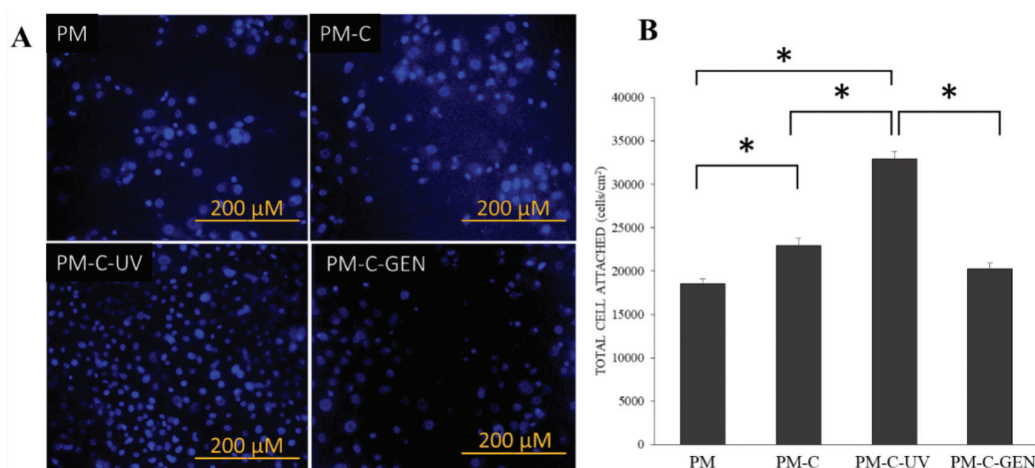 A
PM
200 µM
PM-C
200 µM
PM-C-UV
200 µM
PM-C-GEN
200 µM
B
*
*
*
*
TOTAL CELL ATTACHED (cells/cm²)
40000
35000
30000
25000
20000
15000
10000
5000
0
PM
PM-C
PM-C-UV
PM-C-GEN